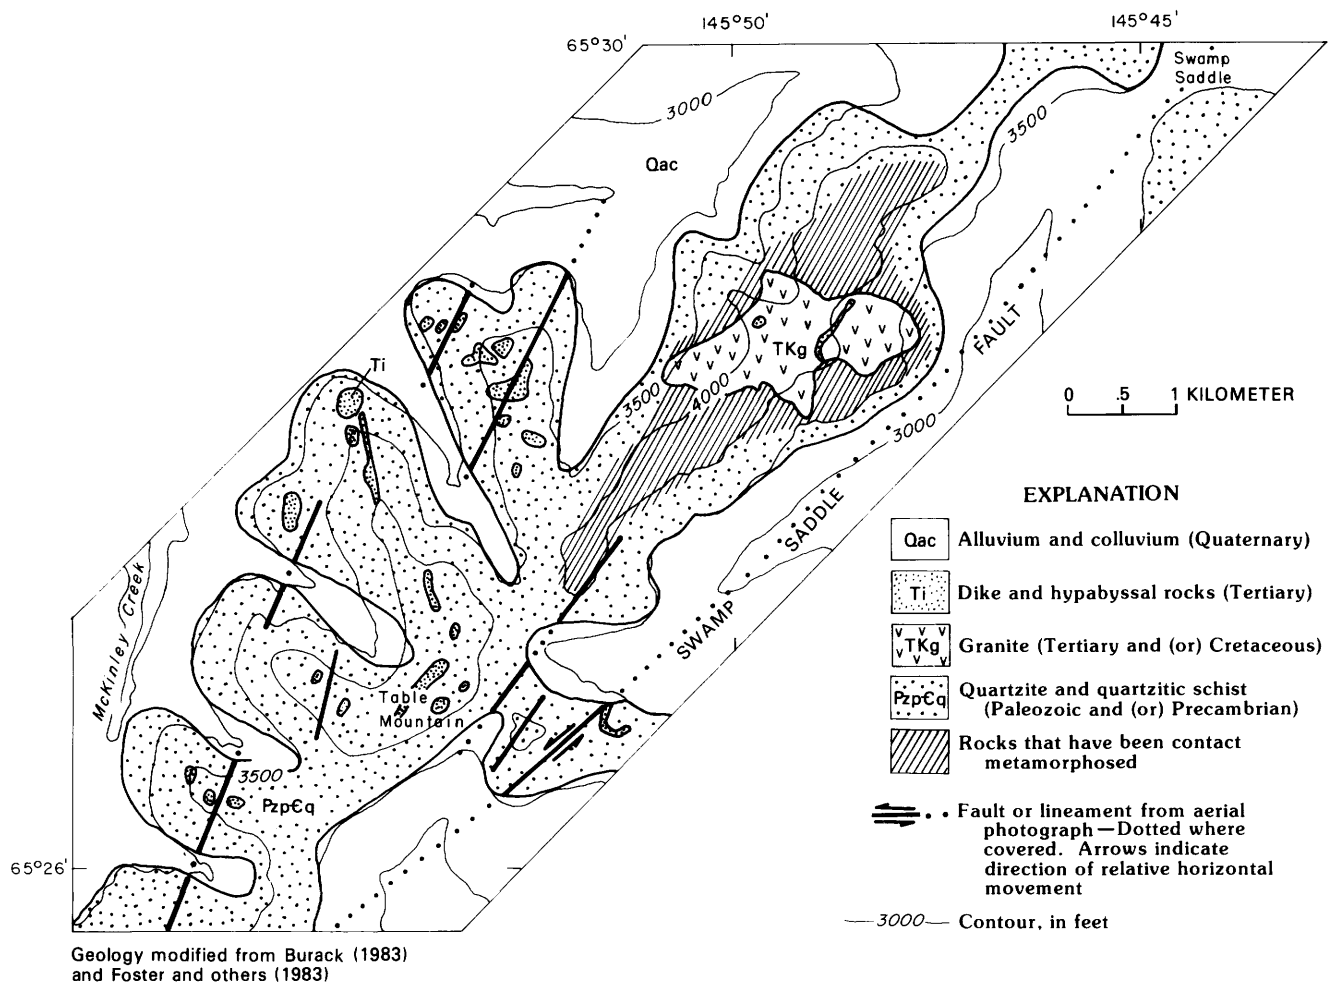 145°50'
145°45'
65°30'
Swamp
Saddle
3000
3500
Qac
FAULT
TKg
Ti
3500
4000
0 .5 1 KILOMETER
3000
EXPLANATION
SADDLE
Qac Alluvium and colluvium (Quaternary)
Ti Dike and hypabyssal rocks (Tertiary)
McKinley Creek
SWAMP
TKg Granite (Tertiary and (or) Cretaceous)
PzpЄq Quartzite and quartzitic schist
(Paleozoic and (or) Precambrian)
Table
Mountain
Rocks that have been contact
metamorphosed
3500
PzpЄq
Fault or lineament from aerial
photograph—Dotted where
covered. Arrows indicate
direction of relative horizontal
movement
65°26'
3000 Contour, in feet
Geology modified from Burack (1983)
and Foster and others (1983)